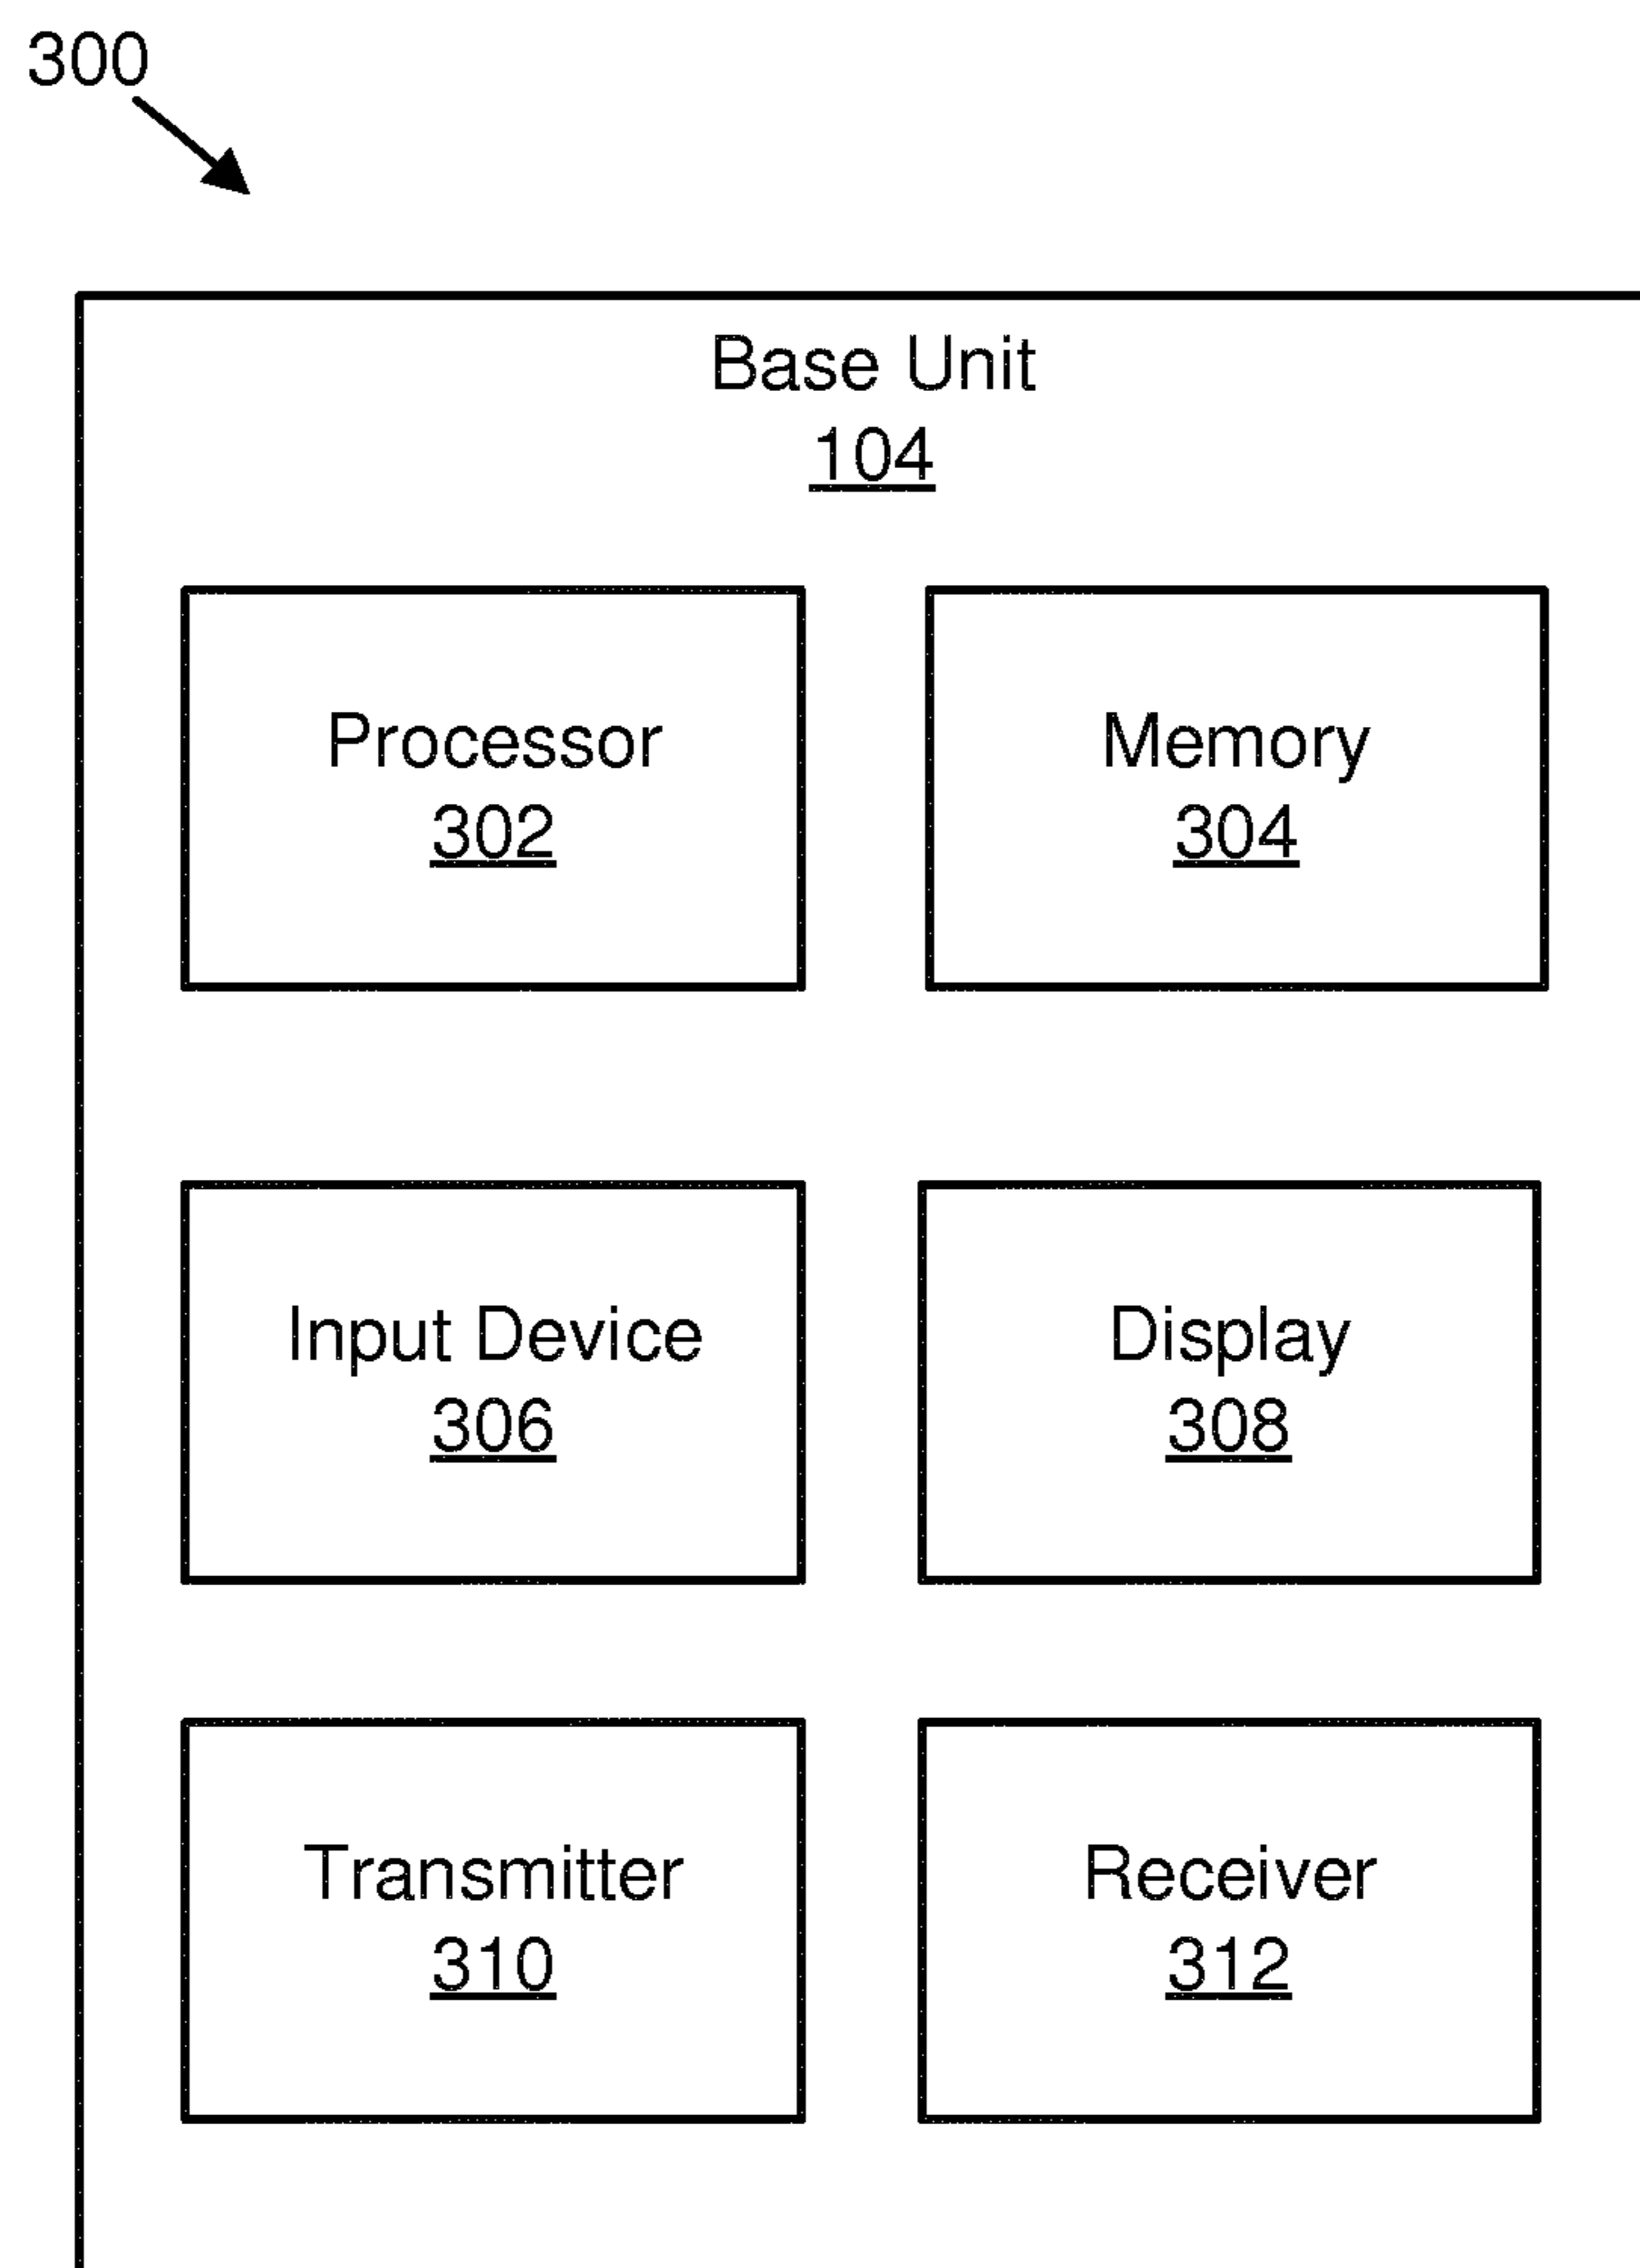 300
Base Unit
104
Processor
302
Memory
304
Input Device
306
Display
308
Transmitter
310
Receiver
312